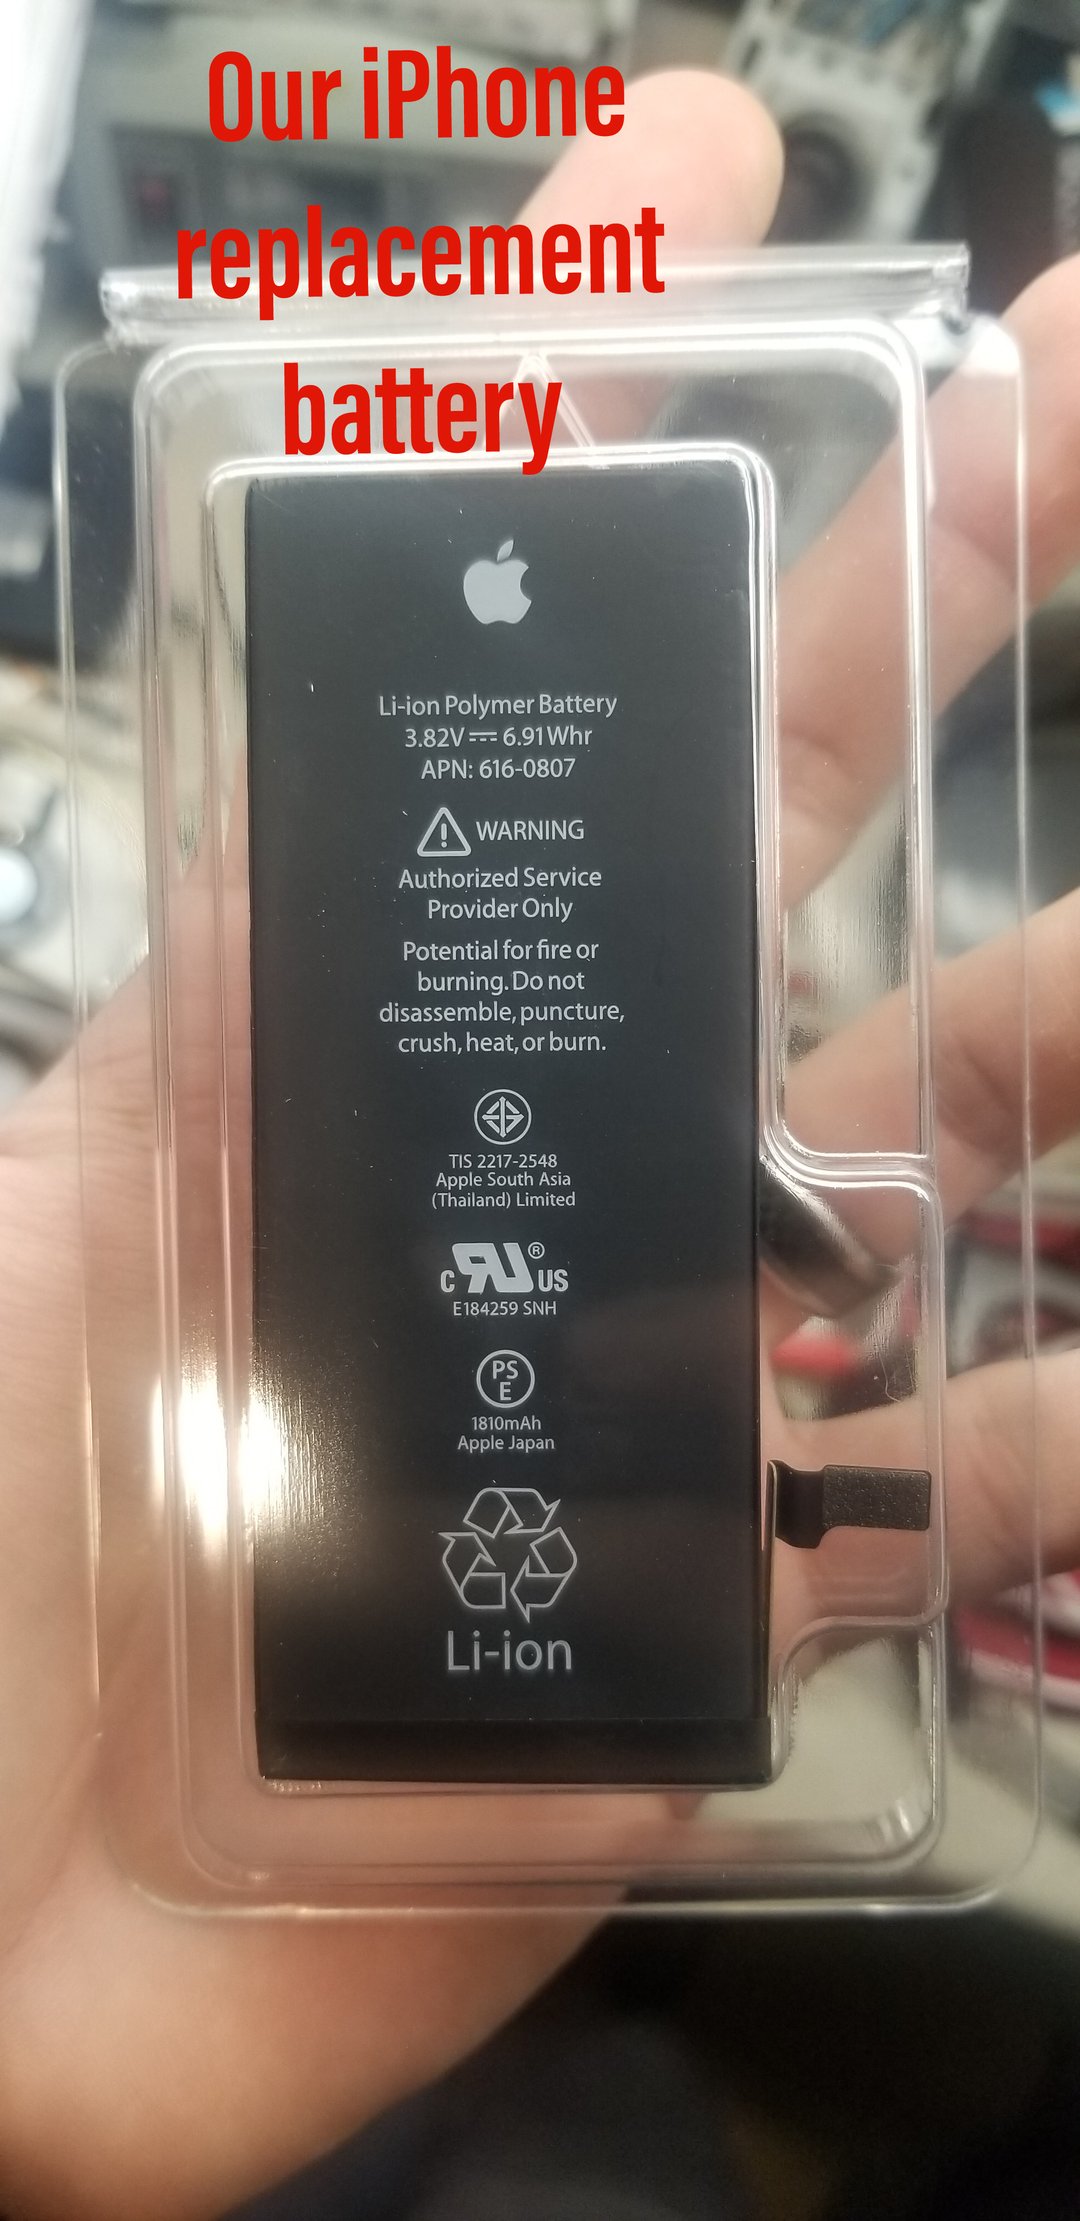 Our iPhone
replacement
battery
Li-ion Polymer Battery
3.82V⎓6.91Whr
APN: 616-0807
WARNING
Authorized Service
Provider Only
Potential for fire or
burning. Do not
disassemble, puncture,
crush, heat, or burn.
TIS 2217-2548
Apple South Asia
(Thailand) Limited
c RU® US
E184259 SNH
PS
E
1810mAh
Apple Japan
Li-ion